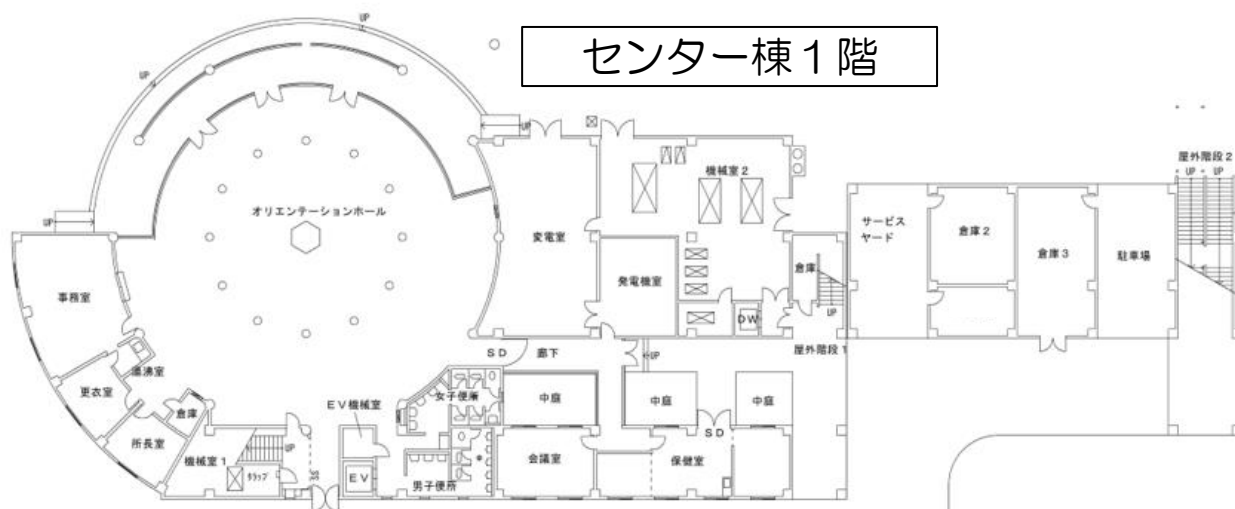 センター棟1階
UP
UP
UP
UP
屋外階段2
UP
UP
機械室2
オリエンテーションホール
変電室
サービス
ヤード
倉庫2
倉庫3
駐車場
事務室
発電機室
倉庫
DW
UP
SD
廊下
UP
屋外階段1
湯沸室
更衣室
倉庫
EV機械室
女子便所
中庭
中庭
中庭
所長室
機械室1
UP
タラップ
SS
EV
男子便所
会議室
保健室
SD